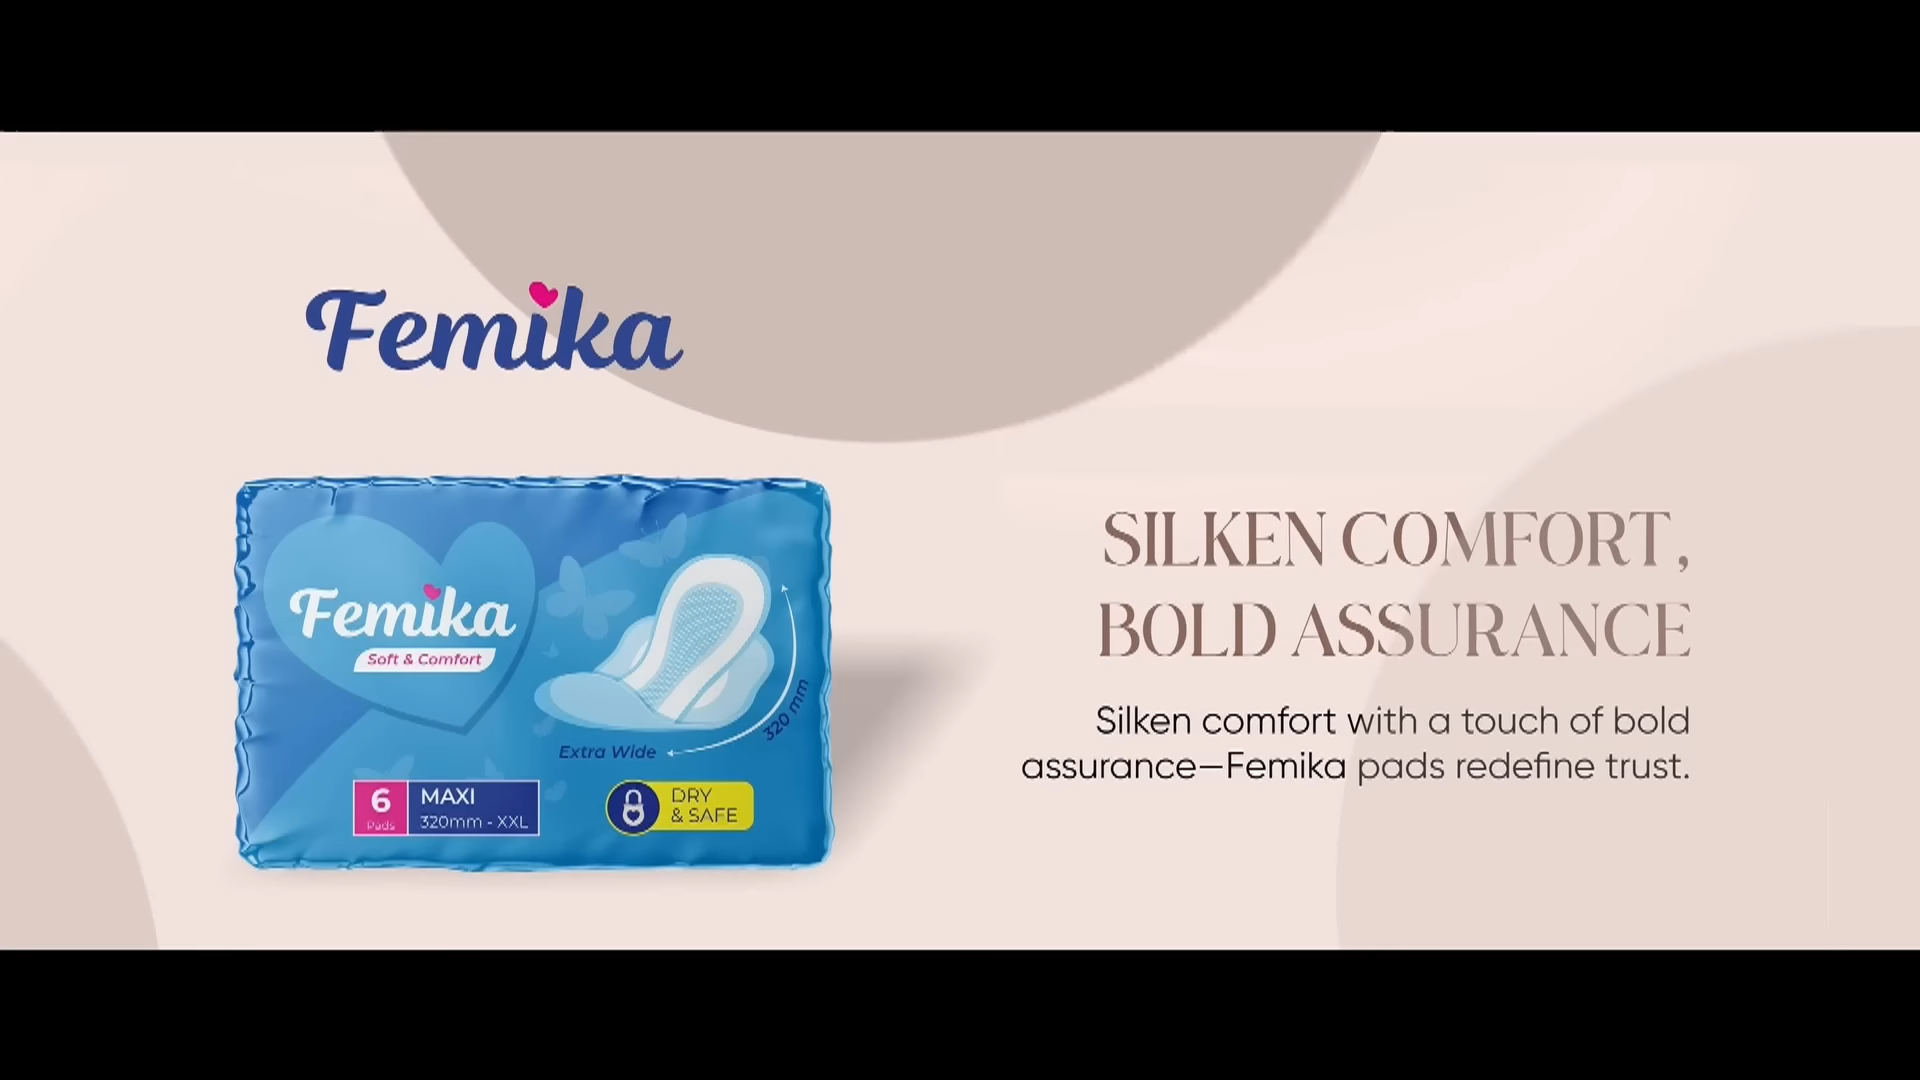 Femika
Femika
Soft & Comfort
320 mm
Extra Wide
6
Pads
MAXI
320mm - XXL
DRY
& SAFE
SILKEN COMFORT,
BOLD ASSURANCE
Silken comfort with a touch of bold
assurance—Femika pads redefine trust.